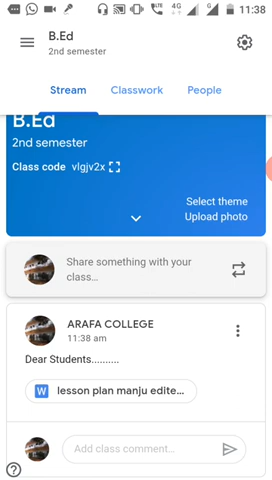 4G
G
11:38
B.Ed
2nd semester
Stream
Classwork
People
B.Ed
2nd semester
Class code vlgjv2x
Select theme
Upload photo
Share something with your
class...
ARAFA COLLEGE
11:38 am
Dear Students..........
W lesson plan manju edite...
Add class comment...
?